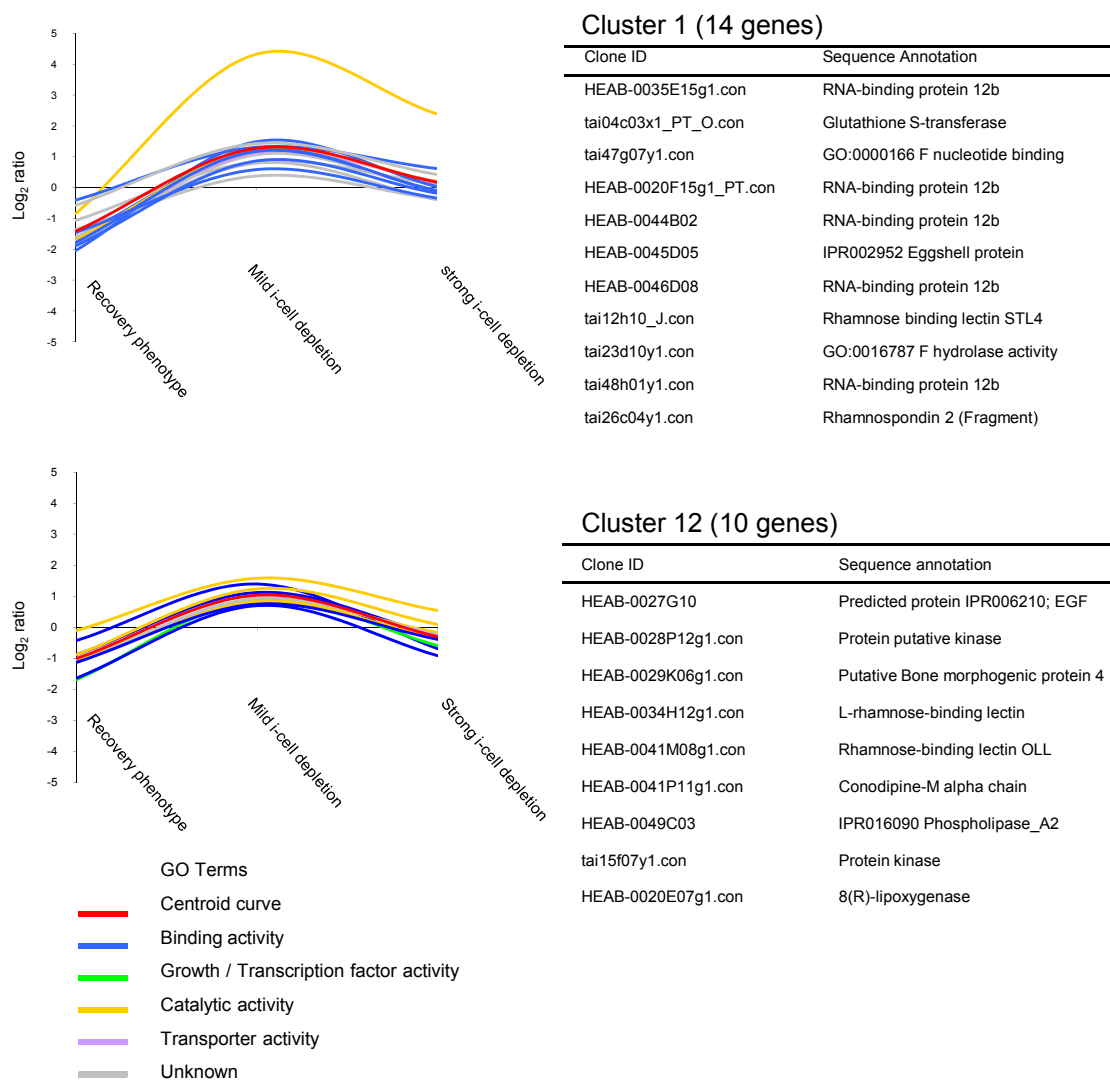 5
4
3
2
1
0
-1
-2
-3
-4
-5
Log2 ratio
Recovery phenotype
Mild i-cell depletion
strong i-cell depletion
Cluster 1 (14 genes)
Clone ID Sequence Annotation
HEAB-0035E15g1.con RNA-binding protein 12b
tai04c03x1_PT_O.con Glutathione S-transferase
tai47g07y1.con GO:0000166 F nucleotide binding
HEAB-0020F15g1_PT.con RNA-binding protein 12b
HEAB-0044B02 RNA-binding protein 12b
HEAB-0045D05 IPR002952 Eggshell protein
HEAB-0046D08 RNA-binding protein 12b
tai12h10_J.con Rhamnose binding lectin STL4
tai23d10y1.con GO:0016787 F hydrolase activity
tai48h01y1.con RNA-binding protein 12b
tai26c04y1.con Rhamnospondin 2 (Fragment)
5
4
3
2
1
0
-1
-2
-3
-4
-5
Log2 ratio
Recovery phenotype
Mild i-cell depletion
Strong i-cell depletion
Cluster 12 (10 genes)
Clone ID Sequence annotation
HEAB-0027G10 Predicted protein IPR006210; EGF
HEAB-0028P12g1.con Protein putative kinase
HEAB-0029K06g1.con Putative Bone morphogenic protein 4
HEAB-0034H12g1.con L-rhamnose-binding lectin
HEAB-0041M08g1.con Rhamnose-binding lectin OLL
HEAB-0041P11g1.con Conodipine-M alpha chain
HEAB-0049C03 IPR016090 Phospholipase_A2
tai15f07y1.con Protein kinase
HEAB-0020E07g1.con 8(R)-lipoxygenase
GO Terms
Centroid curve
Binding activity
Growth / Transcription factor activity
Catalytic activity
Transporter activity
Unknown